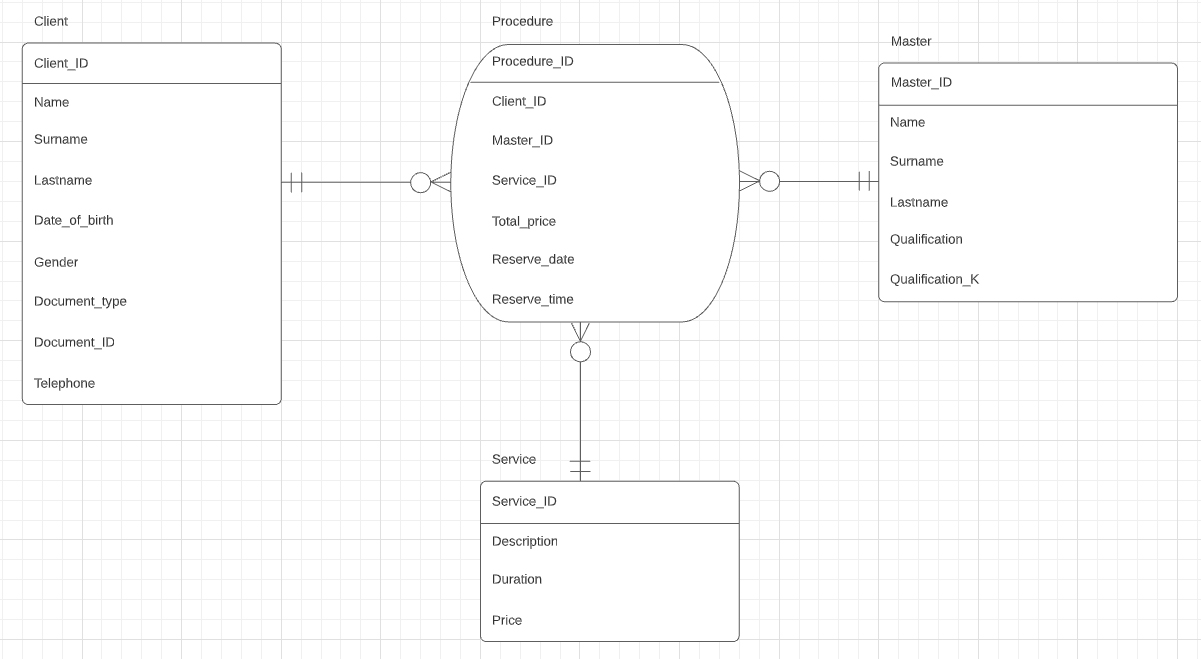 Client
Client_ID
Name
Surname
Lastname
Date_of_birth
Gender
Document_type
Document_ID
Telephone
Procedure
Procedure_ID
Client_ID
Master_ID
Service_ID
Total_price
Reserve_date
Reserve_time
Master
Master_ID
Name
Surname
Lastname
Qualification
Qualification_K
Service
Service_ID
Description
Duration
Price